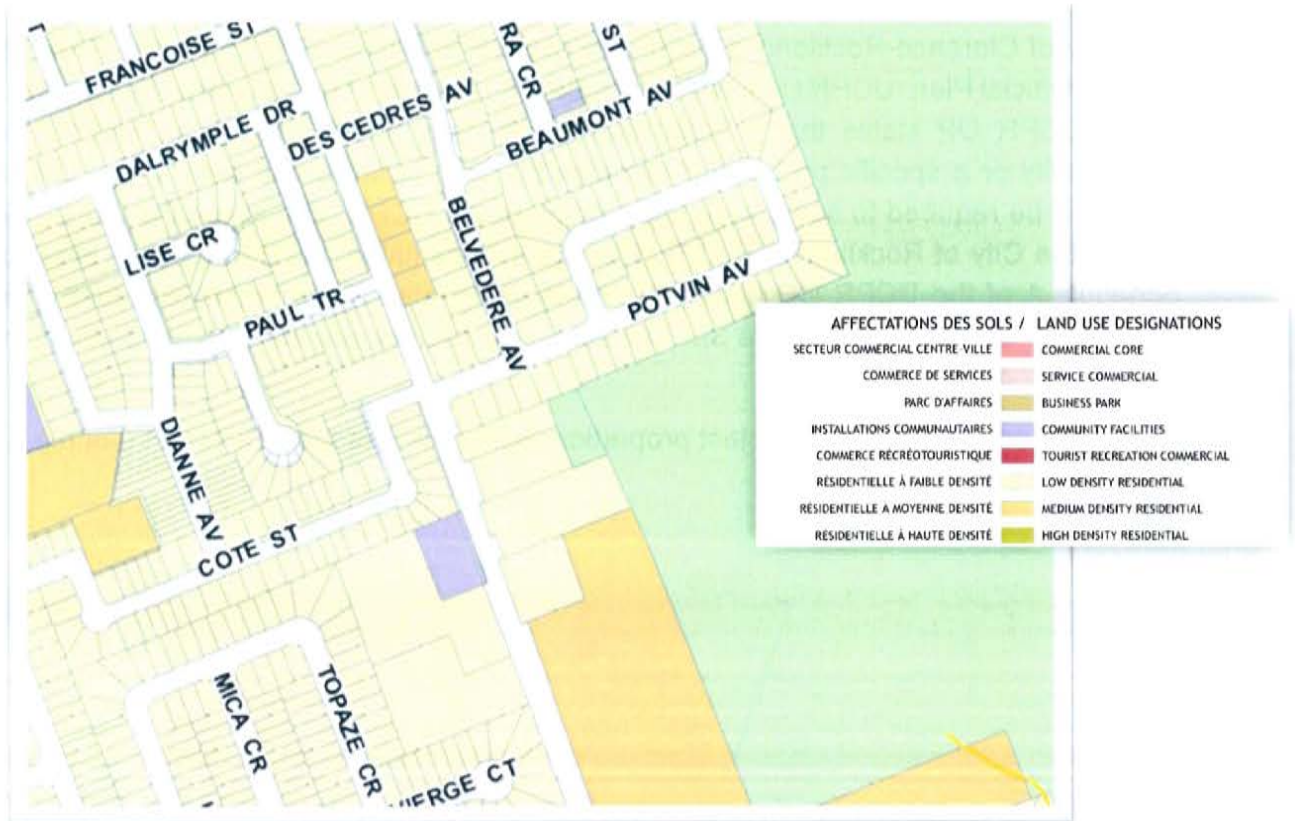 FRANCOISE ST
DALRYMPLE DR
DES CEDRES AV
RA CR
ST
BEAUMONT AV
LISE CR
PAUL TR
BELVEDERE AV
POTVIN AV
DIANNE AV
COTE ST
MICA CR
TOPAZE CR
VIERGE CT
AFFECTATIONS DES SOLS / LAND USE DESIGNATIONS
SECTEUR COMMERCIAL CENTRE-VILLE COMMERCIAL CORE
COMMERCE DE SERVICES SERVICE COMMERCIAL
PARC D'AFFAIRES BUSINESS PARK
INSTALLATIONS COMMUNAUTAIRES COMMUNITY FACILITIES
COMMERCE RÉCRÉOTOURISTIQUE TOURIST RECREATION COMMERCIAL
RÉSIDENTIELLE À FAIBLE DENSITÉ LOW DENSITY RESIDENTIAL
RÉSIDENTIELLE A MOYENNE DENSITÉ MEDIUM DENSITY RESIDENTIAL
RÉSIDENTIELLE À HAUTE DENSITÉ HIGH DENSITY RESIDENTIAL